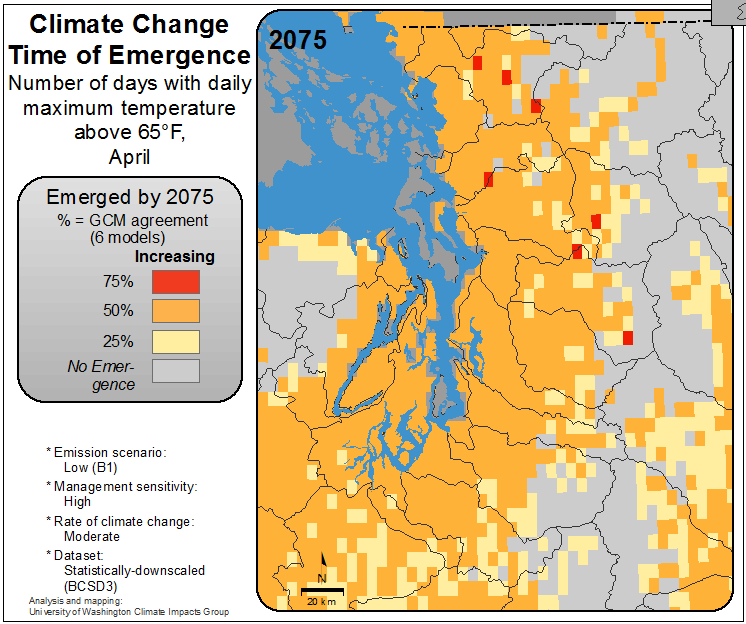 Climate Change
Time of Emergence
Number of days with daily
maximum temperature
above 65°F,
April
Emerged by 2075
% = GCM agreement
(6 models)
Increasing
75%
50%
25%
No Emer-
gence
* Emission scenario:
Low (B1)
* Management sensitivity:
High
* Rate of climate change:
Moderate
* Dataset:
Statistically-downscaled
(BCSD3)
Analysis and mapping:
University of Washington Climate Impacts Group
2075
N
20 km